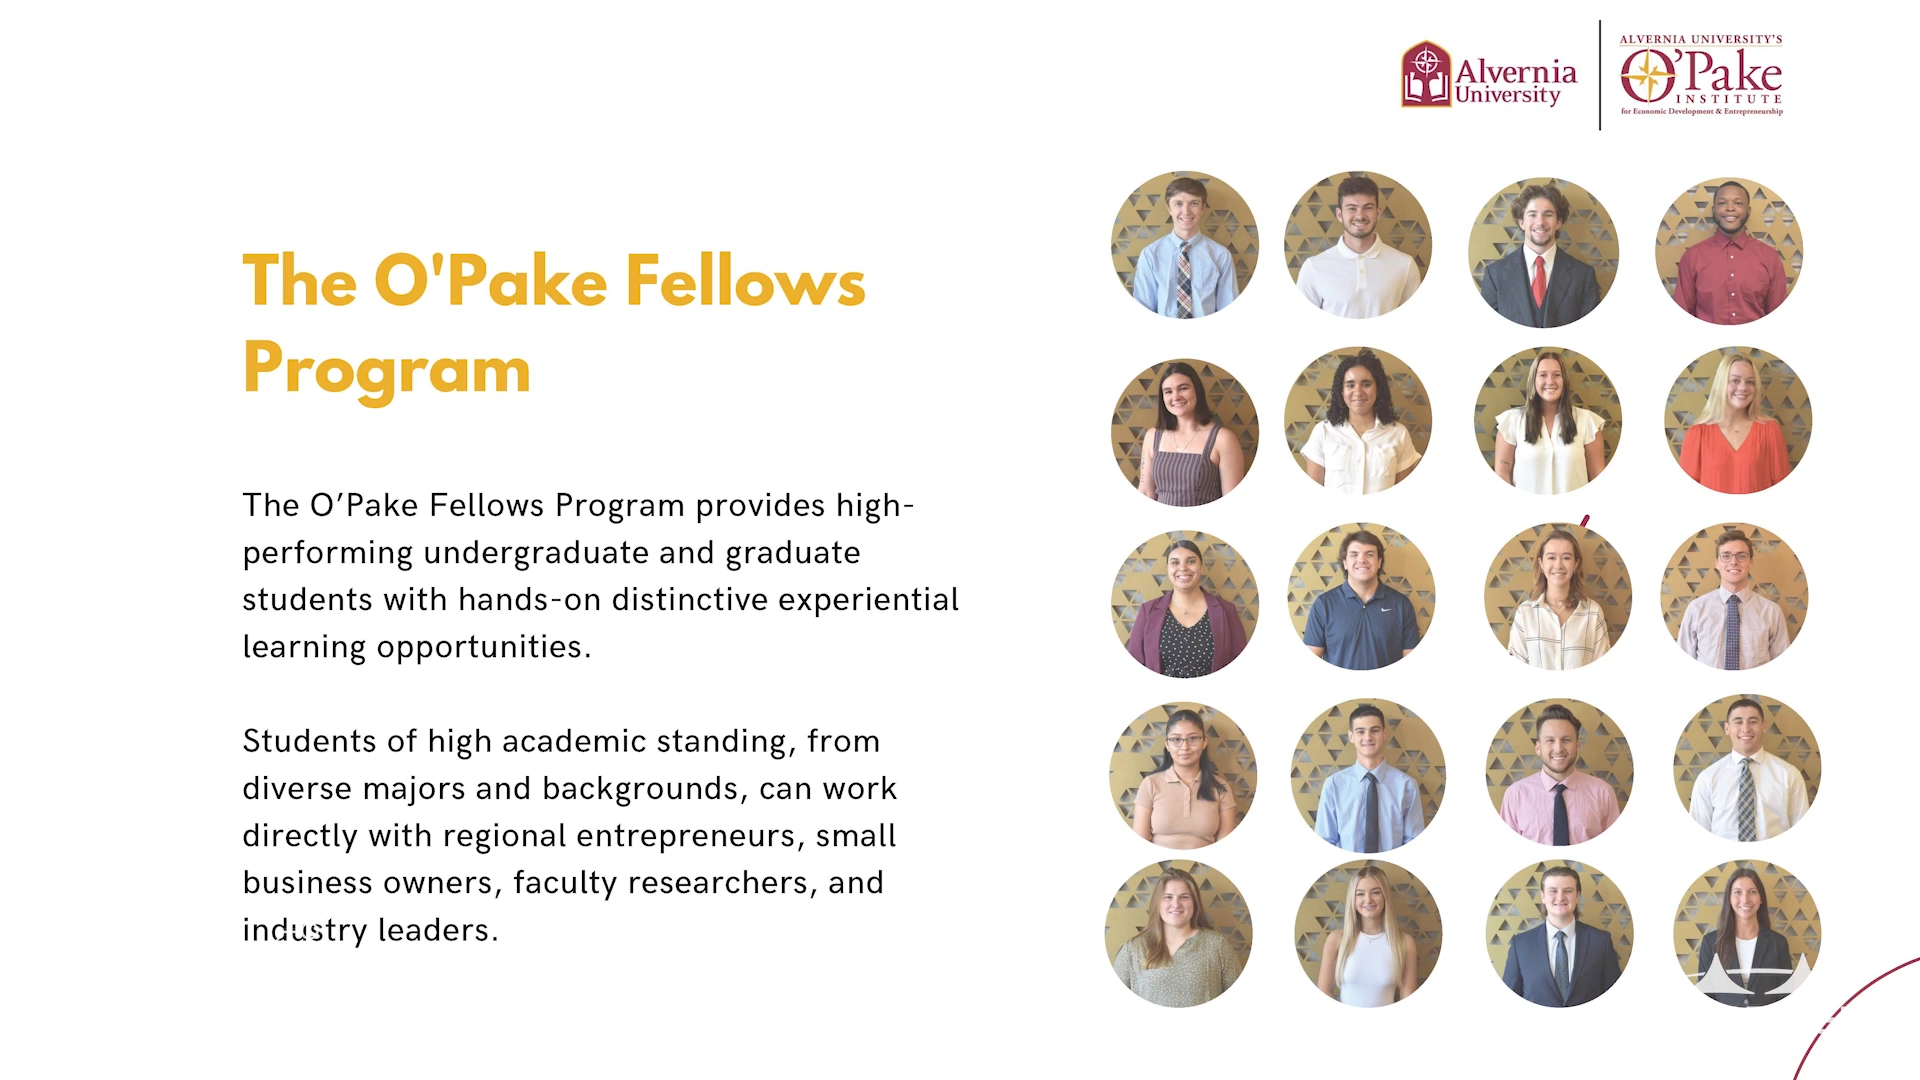 Alvernia
University
ALVERNIA UNIVERSITY'S
O'Pake
INSTITUTE
for Economic Development & Entrepreneurship
The O'Pake Fellows
Program
The O’Pake Fellows Program provides high-
performing undergraduate and graduate
students with hands-on distinctive experiential
learning opportunities.
Students of high academic standing, from
diverse majors and backgrounds, can work
directly with regional entrepreneurs, small
business owners, faculty researchers, and
industry leaders.